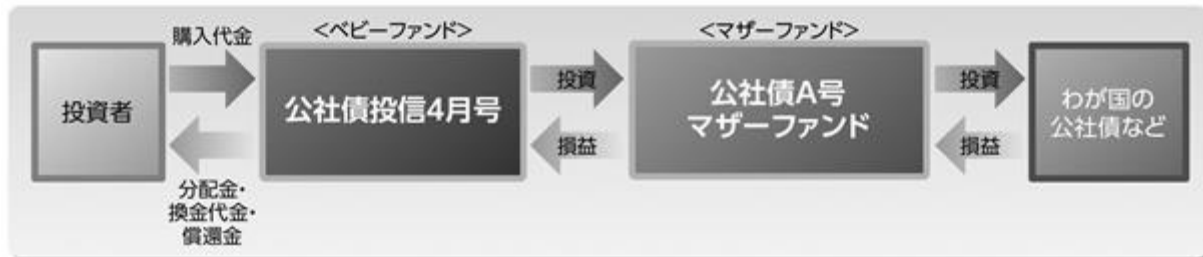 購入代金
<ベビーファンド>
<マザーファンド>
投資者
公社債投信4月号
投資
公社債A号
マザーファンド
投資
わが国の
公社債など
損益
損益
分配金・
換金代金・
償還金